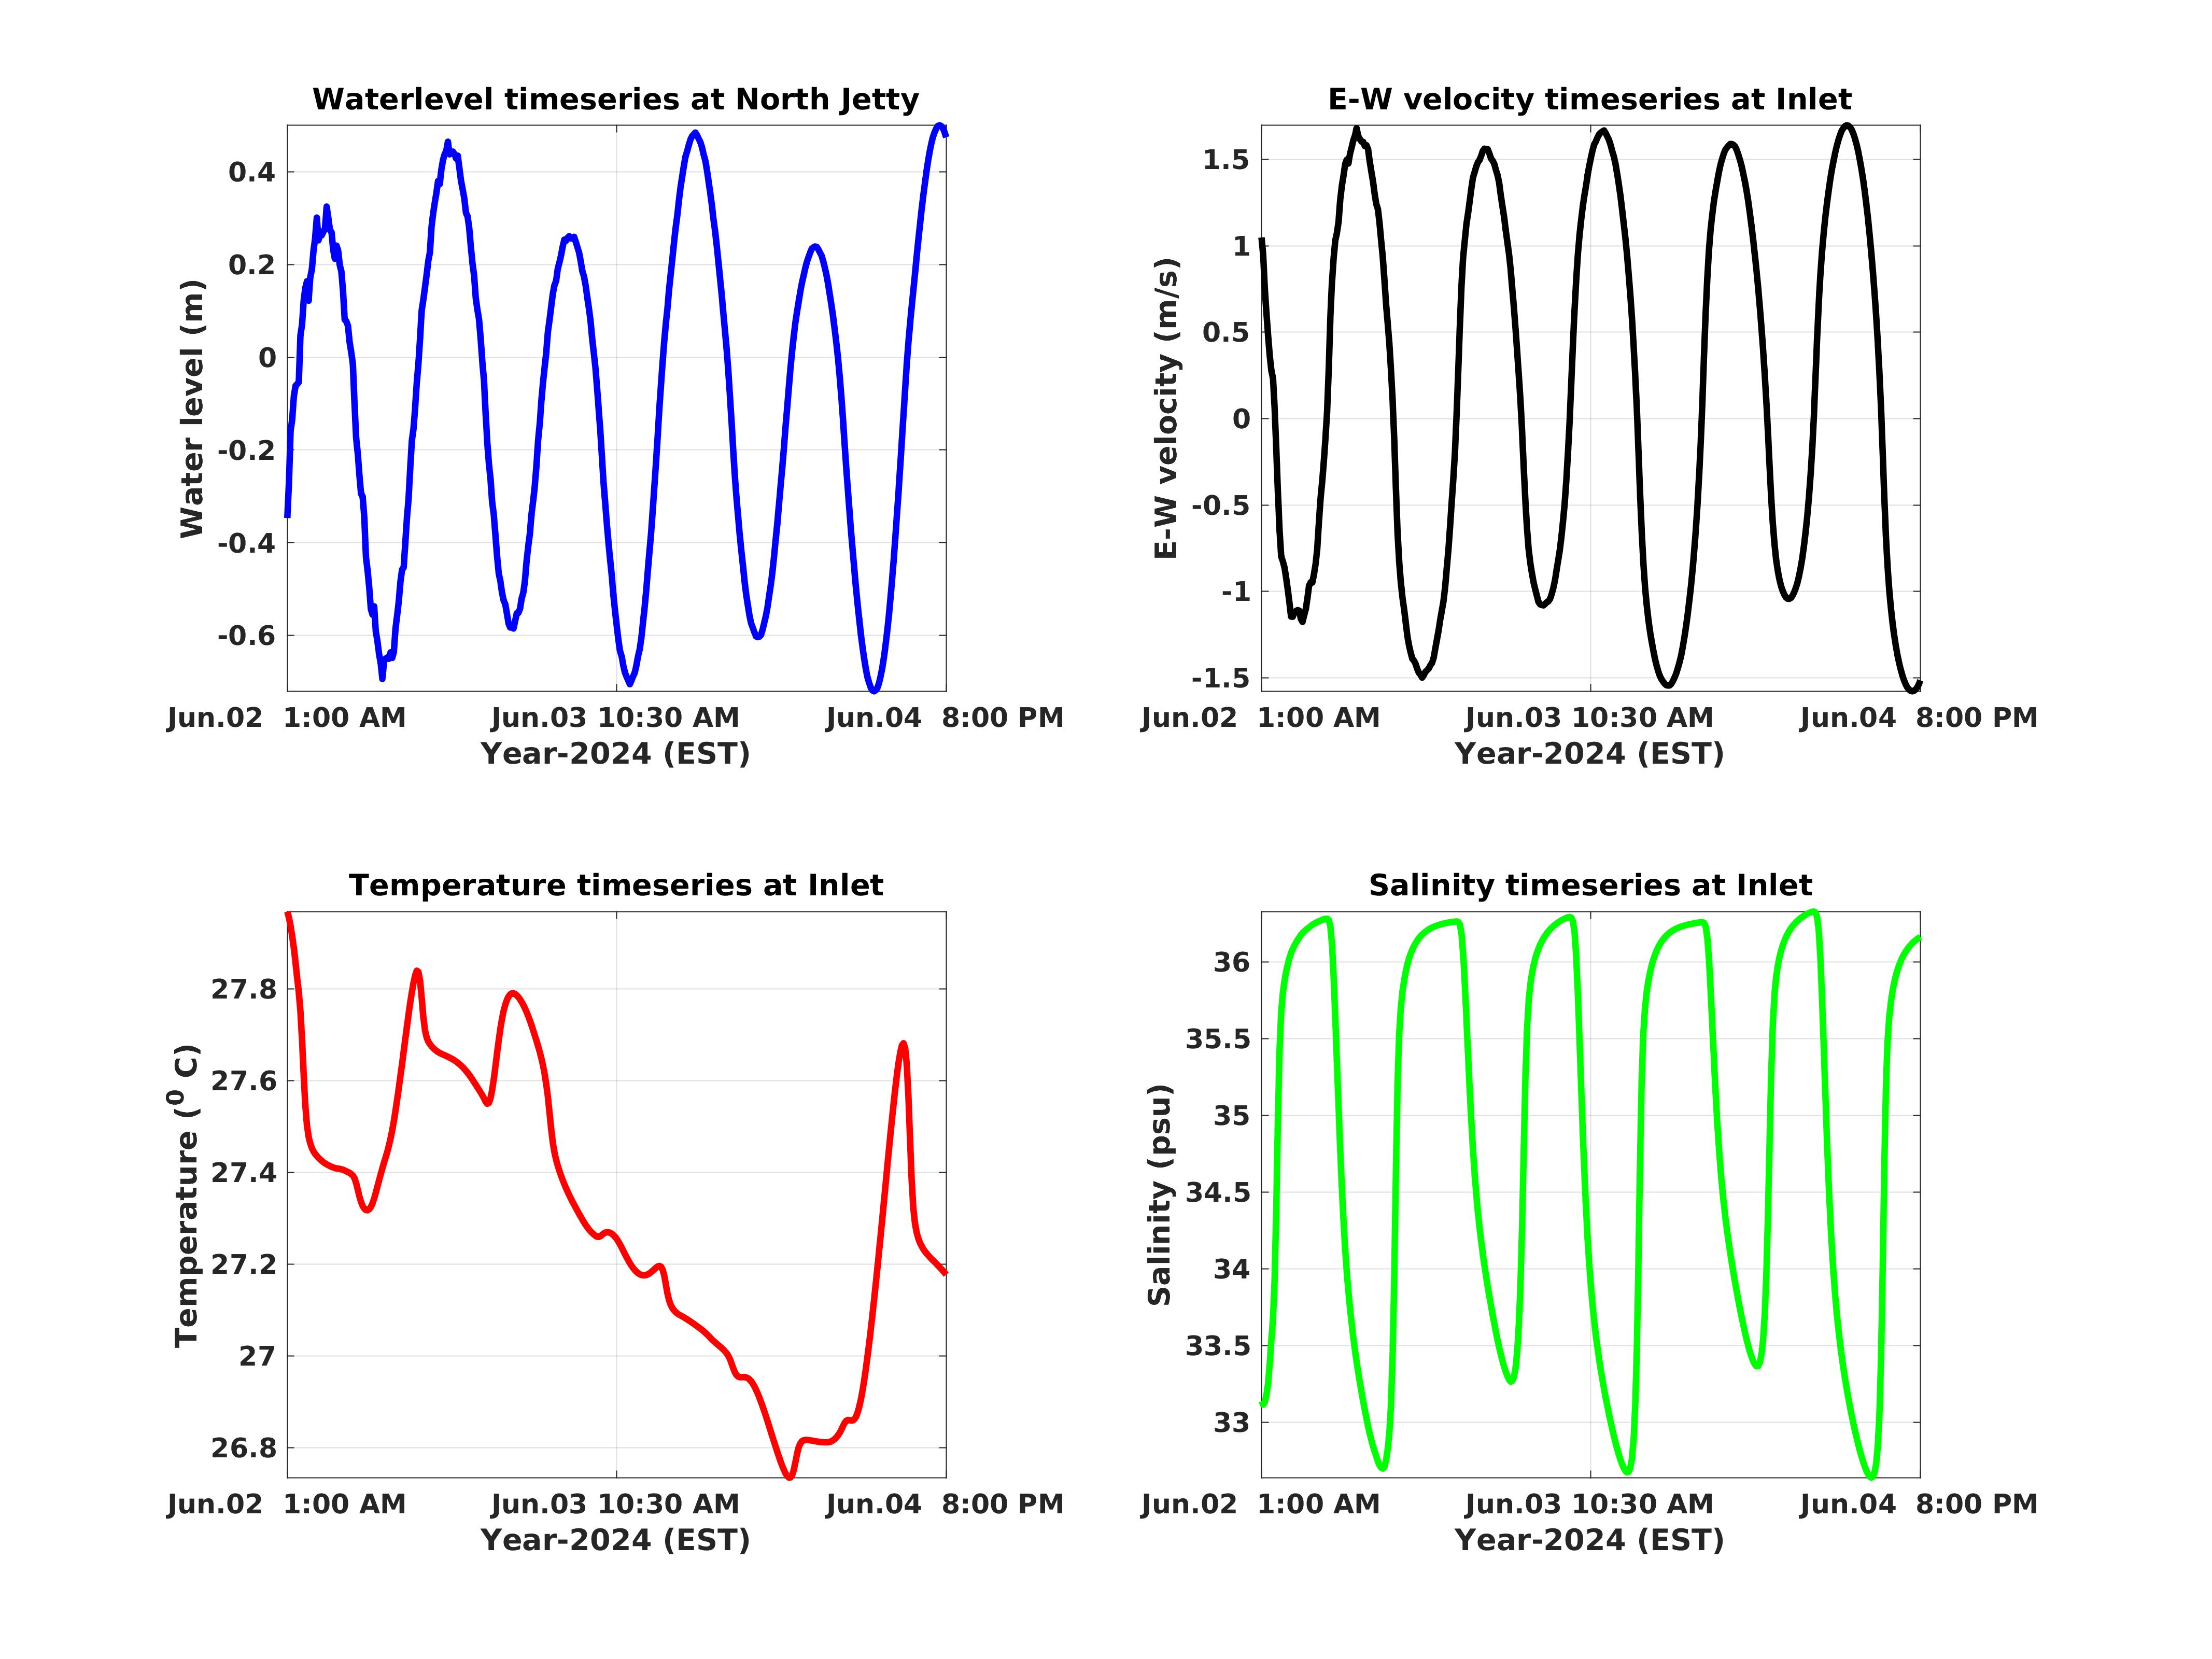 Waterlevel timeseries at North Jetty
Water level (m)
0.4
0.2
0
-0.2
-0.4
-0.6
Jun.02 1:00 AM
Jun.03 10:30 AM
Jun.04 8:00 PM
Year-2024 (EST)
E-W velocity timeseries at Inlet
E-W velocity (m/s)
1.5
1
0.5
0
-0.5
-1
-1.5
Jun.02 1:00 AM
Jun.03 10:30 AM
Jun.04 8:00 PM
Year-2024 (EST)
Temperature timeseries at Inlet
Temperature (⁰ C)
27.8
27.6
27.4
27.2
27
26.8
Jun.02 1:00 AM
Jun.03 10:30 AM
Jun.04 8:00 PM
Year-2024 (EST)
Salinity timeseries at Inlet
Salinity (psu)
36
35.5
35
34.5
34
33.5
33
Jun.02 1:00 AM
Jun.03 10:30 AM
Jun.04 8:00 PM
Year-2024 (EST)